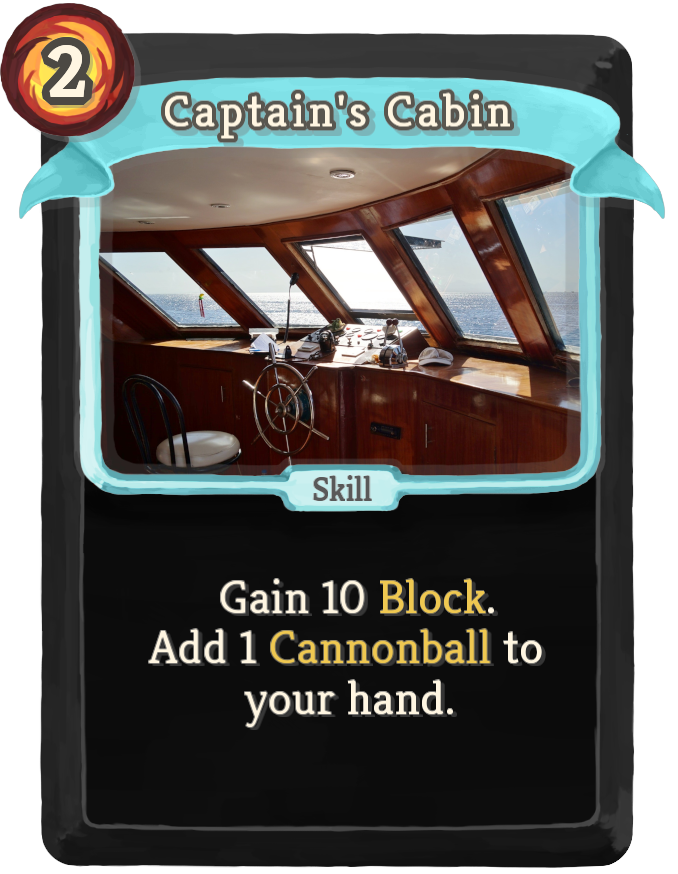 2
Captain's Cabin
Skill
Gain 10 Block.
Add 1 Cannonball to
your hand.